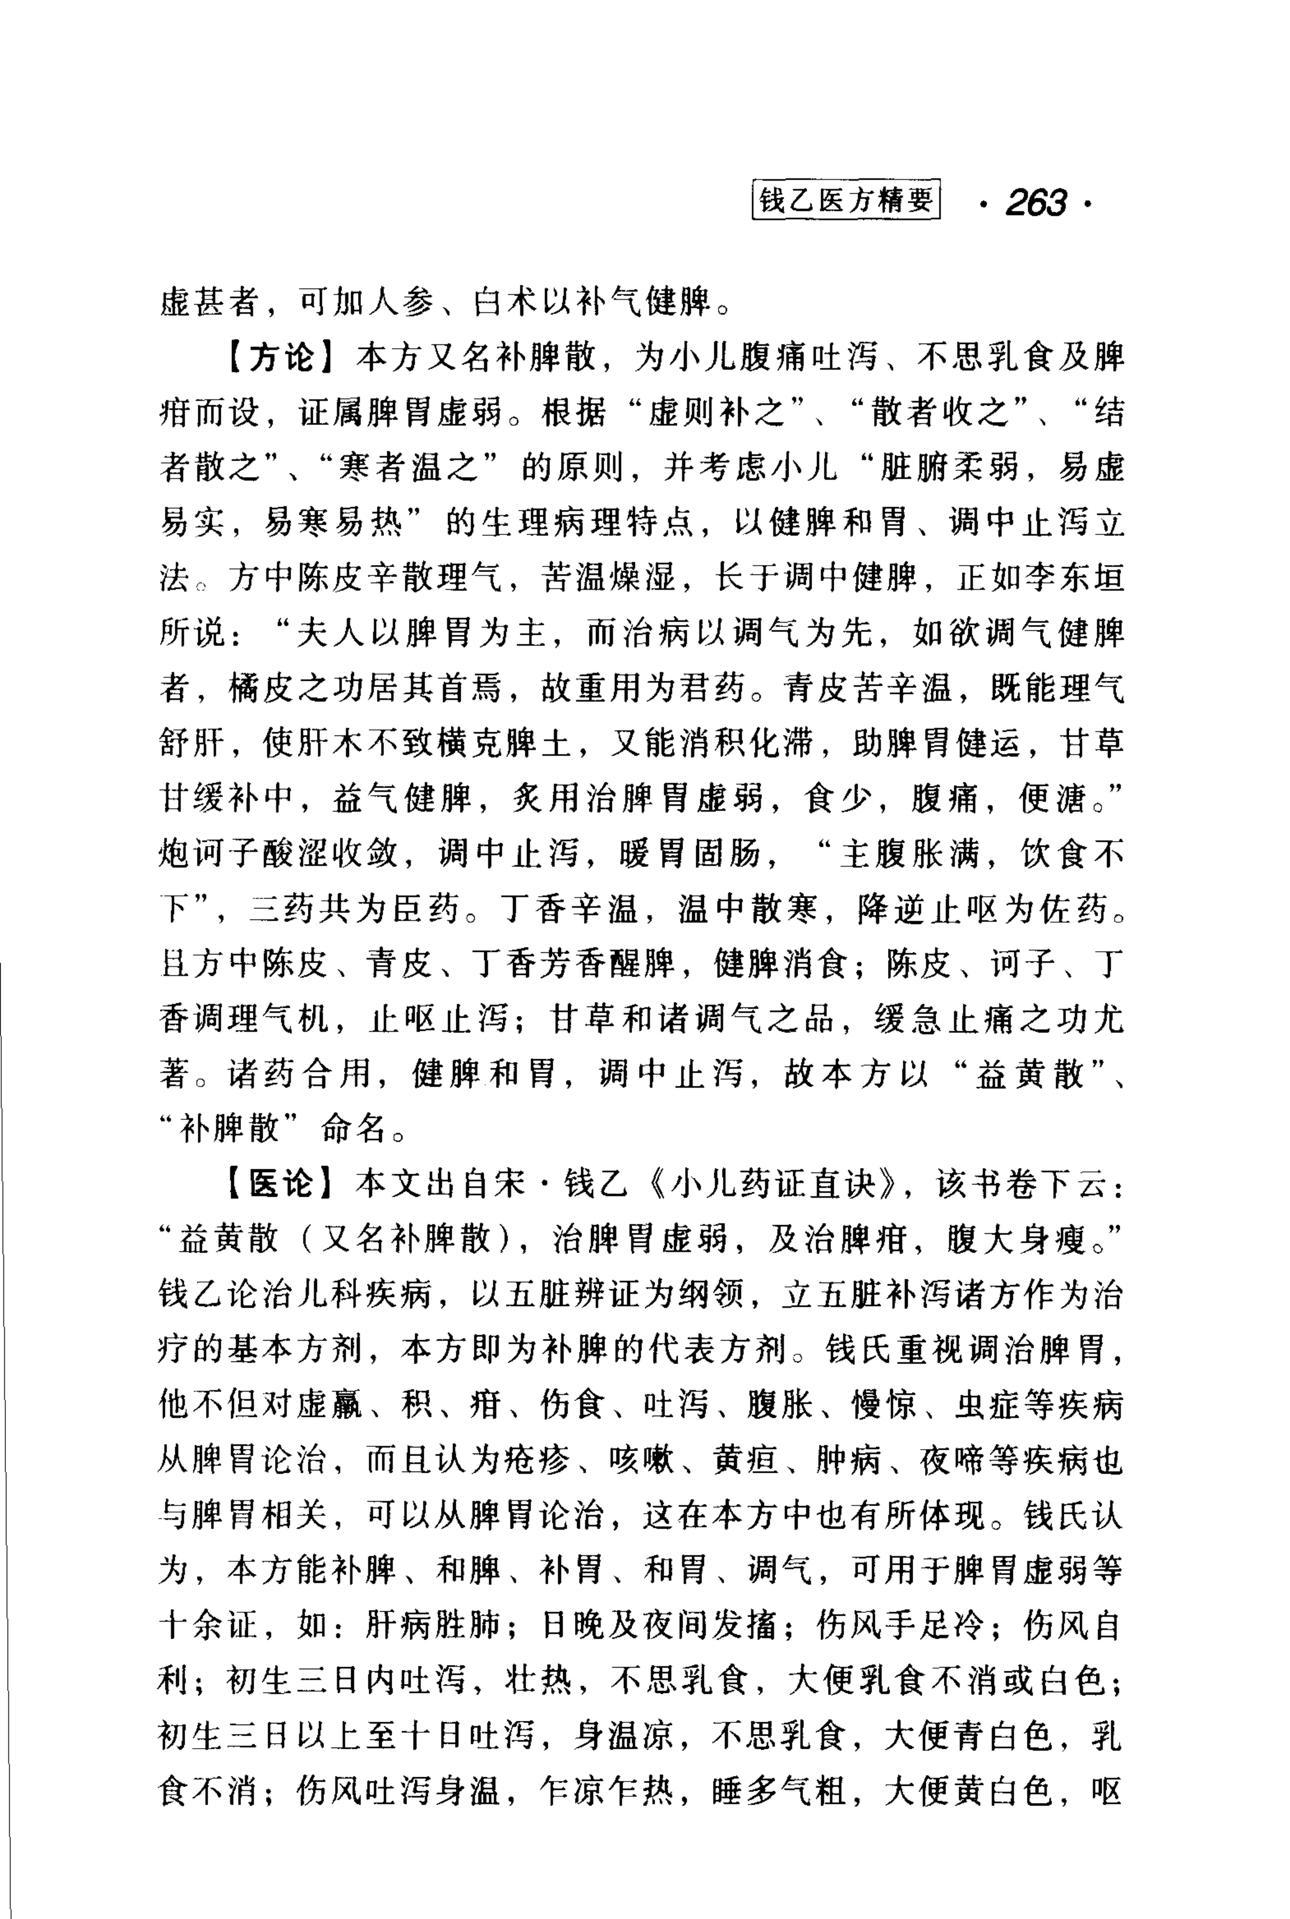 钱乙医方精要 · 263 ·
虚甚者，可加人参、白术以补气健脾。
【方论】本方又名补脾散，为小儿腹痛吐泻、不思乳食及脾
疳而设，证属脾胃虚弱。根据“虚则补之”、“散者收之”、“结
者散之”、“寒者温之”的原则，并考虑小儿“脏腑柔弱，易虚
易实，易寒易热”的生理病理特点，以健脾和胃、调中止泻立
法。方中陈皮辛散理气，苦温燥湿，长于调中健脾，正如李东垣
所说：“夫人以脾胃为主，而治病以调气为先，如欲调气健脾
者，橘皮之功居其首焉，故重用为君药。青皮苦辛温，既能理气
舒肝，使肝木不致横克脾土，又能消积化滞，助脾胃健运，甘草
甘缓补中，益气健脾，炙用治脾胃虚弱，食少，腹痛，便溏。”
炮诃子酸涩收敛，调中止泻，暖胃固肠，“主腹胀满，饮食不
下”，三药共为臣药。丁香辛温，温中散寒，降逆止呕为佐药。
且方中陈皮、青皮、丁香芳香醒脾，健脾消食；陈皮、诃子、丁
香调理气机，止呕止泻；甘草和诸调气之品，缓急止痛之功尤
著。诸药合用，健脾和胃，调中止泻，故本方以“益黄散”、
“补脾散”命名。
【医论】本文出自宋·钱乙《小儿药证直诀》，该书卷下云：
“益黄散（又名补脾散），治脾胃虚弱，及治脾疳，腹大身瘦。”
钱乙论治儿科疾病，以五脏辨证为纲领，立五脏补泻诸方作为治
疗的基本方剂，本方即为补脾的代表方剂。钱氏重视调治脾胃，
他不但对虚羸、积、疳、伤食、吐泻、腹胀、慢惊、虫症等疾病
从脾胃论治，而且认为疮疹、咳嗽、黄疸、肿病、夜啼等疾病也
与脾胃相关，可以从脾胃论治，这在本方中也有所体现。钱氏认
为，本方能补脾、和脾、补胃、和胃、调气，可用于脾胃虚弱等
十余证，如：肝病胜肺；日晚及夜间发搐；伤风手足冷；伤风自
利；初生三日内吐泻，壮热，不思乳食，大便乳食不消或白色；
初生三日以上至十日吐泻，身温凉，不思乳食，大便青白色，乳
食不消；伤风吐泻身温，乍凉乍热，睡多气粗，大便黄白色，呕